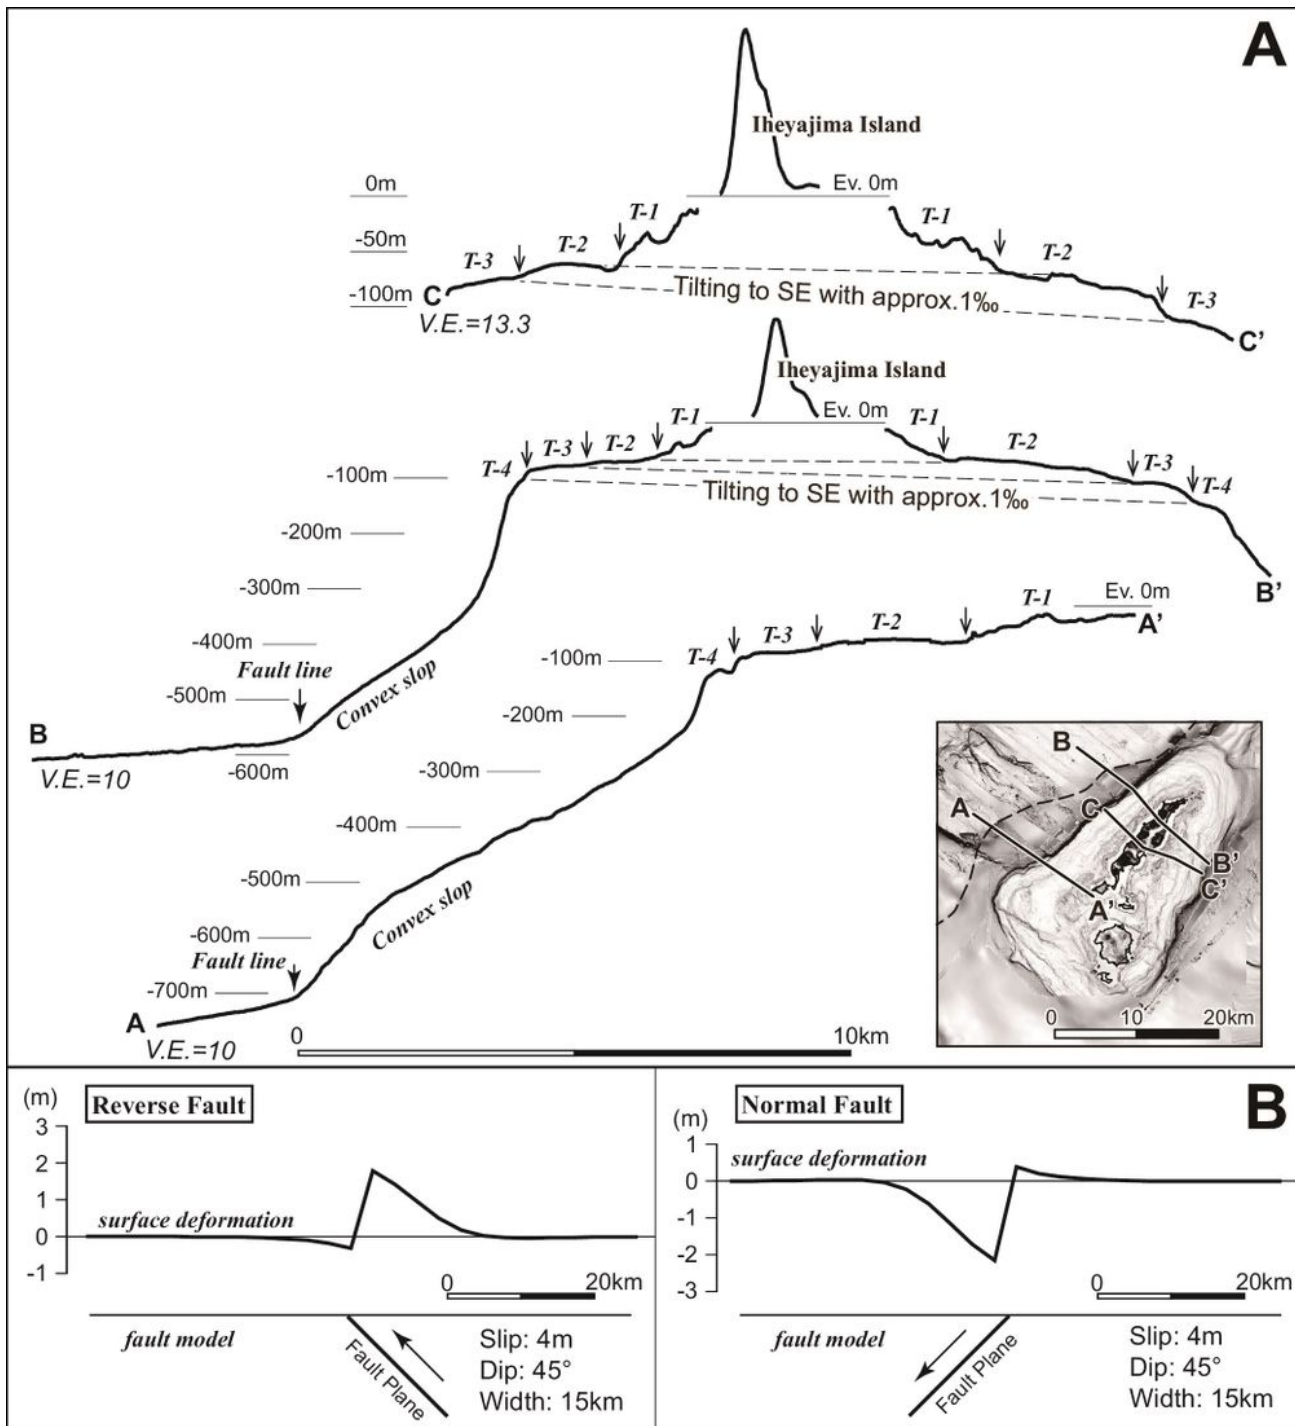 A
Iheyajima Island
0m
Ev. 0m
T-1
T-1
-50m
T-2
T-2
T-3
T-3
C
-100m
Tilting to SE with approx.1‰
V.E.=13.3
C’
Iheyajima Island
Ev. 0m
T-1
T-1
T-2
T-2
T-3
T-3
T-4
T-4
-100m
Tilting to SE with approx.1‰
-200m
-300m
B’
Ev. 0m
T-1
A’
T-2
T-3
T-4
-400m
-100m
Fault line
Convex slop
-500m
-200m
B
-600m
V.E.=10
-300m
-400m
-500m
Convex slop
-600m
Fault line
-700m
A
V.E.=10
0
10km
B
A
C
B’
C’
A’
0 10 20km
B
(m)
Reverse Fault
3
2
1
0
-1
surface deformation
0 20km
fault model
Fault Plane
Slip: 4m
Dip: 45°
Width: 15km
(m)
Normal Fault
1
0
-1
-2
-3
surface deformation
0 20km
fault model
Fault Plane
Slip: 4m
Dip: 45°
Width: 15km